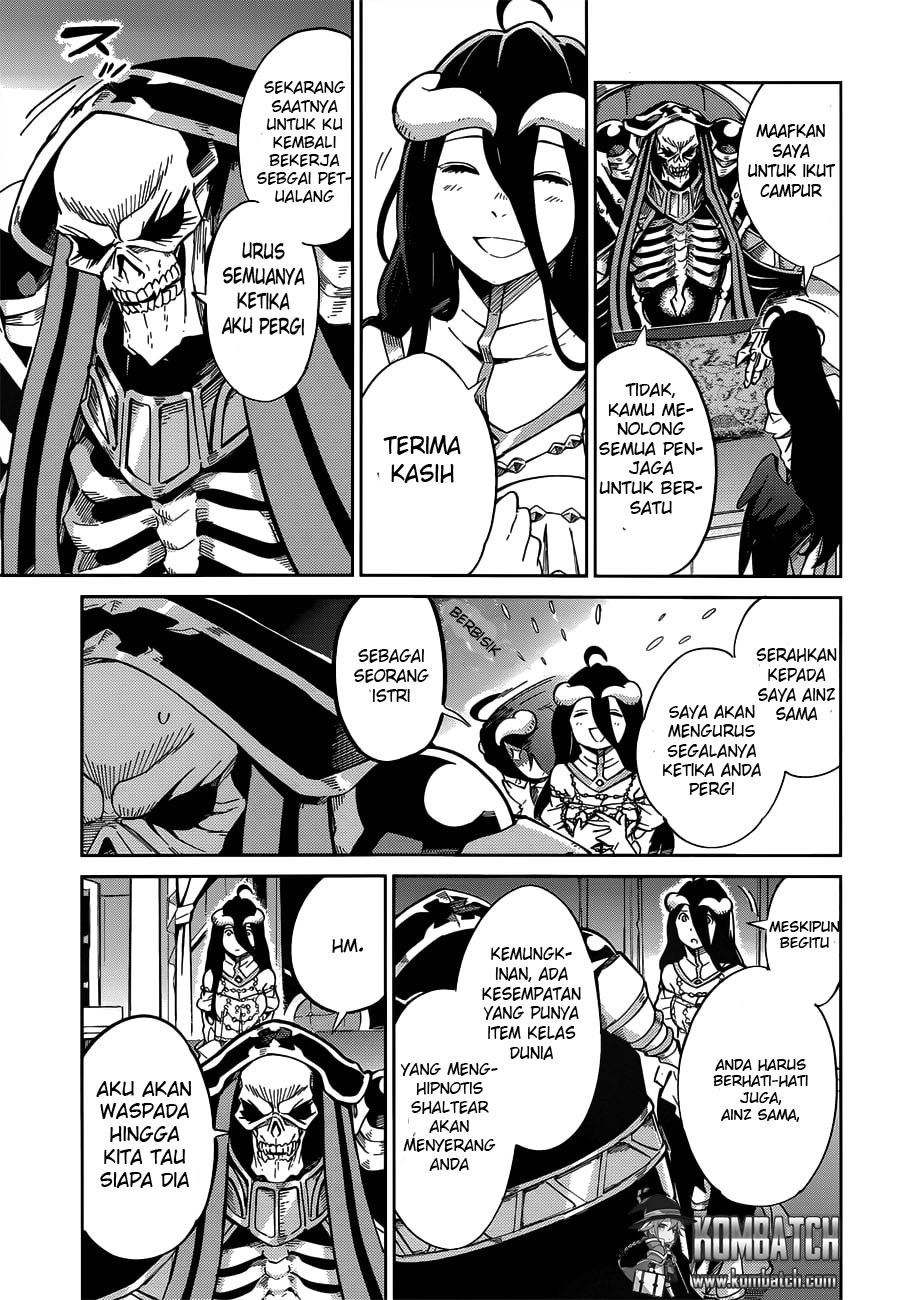 MAAFKAN
SAYA
UNTUK IKUT
CAMPUR
TIDAK,
KAMU ME-
NOLONG
SEMUA PEN-
JAGA
UNTUK BER-
SATU
TERIMA
KASIH
スッ
SEKARANG
SAATNYA
UNTUK KU
KEMBALI
BEKERJA
SEBGAI PET-
UALANG
URUS
SEMUANYA
KETIKA
AKU PERGI
SERAHKAN
KEPADA
SAYA AINZ
SAMA
SAYA AKAN
MENGURUS
SEGALANYA
KETIKA ANDA
PERGI
BERBISIK
SEBAGAI
SEORANG
ISTRI
MESKIPUN
BEGITU
ANDA HARUS
BERHATI-HATI
JUGA,
AINZ SAMA,
KEMUNGK-
INAN, ADA
KESEMPATAN
YANG PUNYA
ITEM KELAS
DUNIA
YANG MENG-
HIPNOTIS
SHALTEAR
AKAN
MENYERANG
ANDA
HM.
AKU AKAN
WASPADA
HINGGA
KITA TAU
SIAPA DIA
KOMBATCH
www.kombatch.com